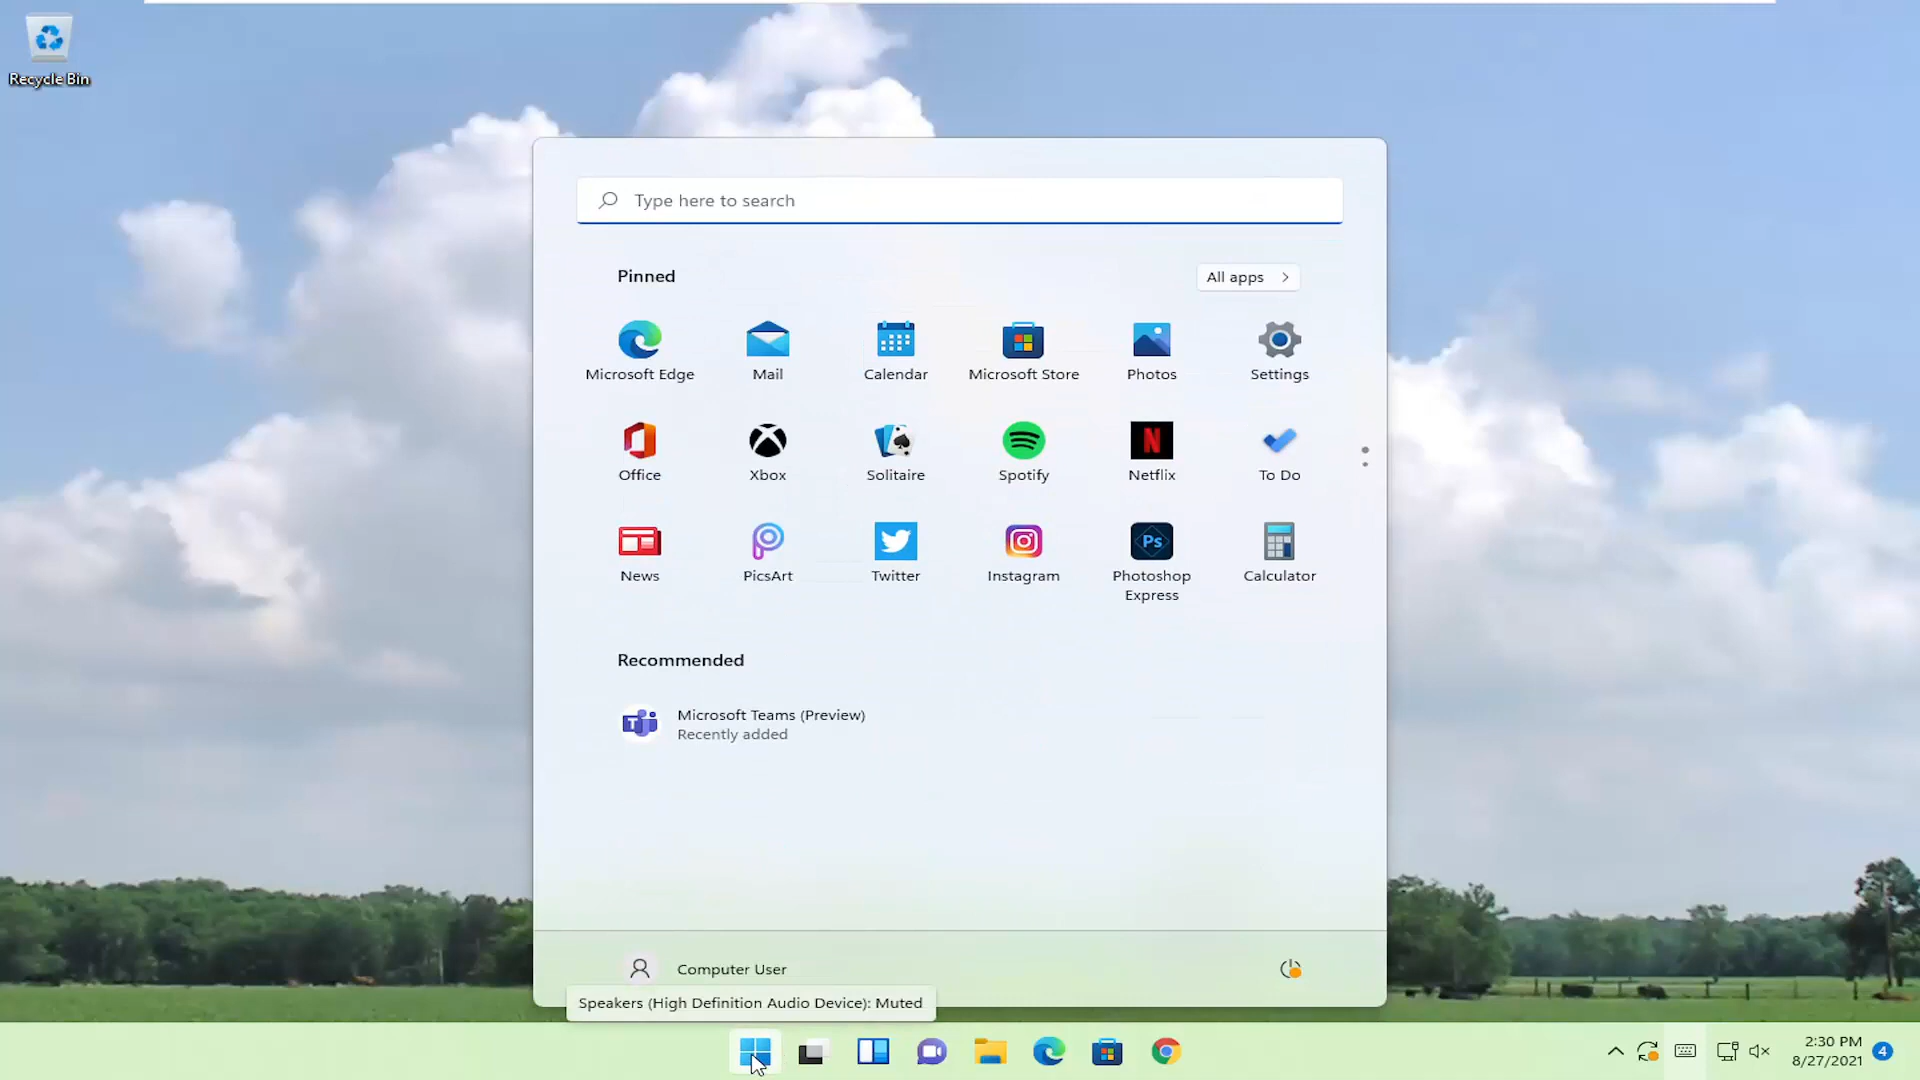 Recycle Bin
Type here to search
Pinned
All apps
Microsoft Edge
Mail
Calendar
Microsoft Store
Photos
Settings
Office
Xbox
Solitaire
Spotify
Netflix
To Do
News
PicsArt
Twitter
Instagram
Ps
Photoshop
Express
Calculator
Recommended
T
Microsoft Teams (Preview)
Recently added
Computer User
Speakers (High Definition Audio Device): Muted
2:30 PM
8/27/2021
4